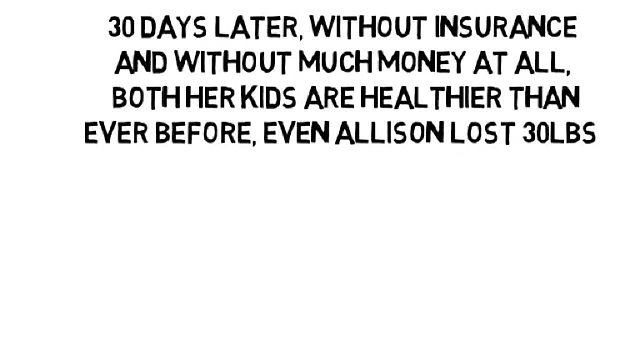 30 DAYS LATER, WITHOUT INSURANCE
AND WITHOUT MUCH MONEY AT ALL,
BOTH HER KIDS ARE HEALTHIER THAN
EVER BEFORE, EVEN ALLISON LOST 30LBS